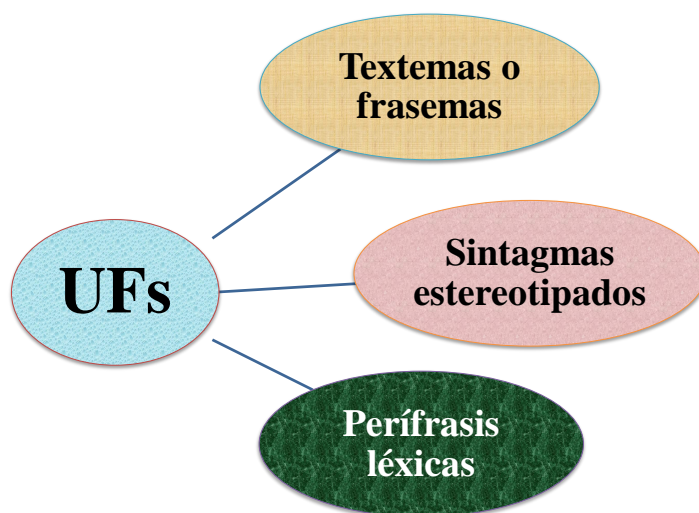 Textemas o
frasemas
UFs
Sintagmas
estereotipados
Perífrasis
léxicas